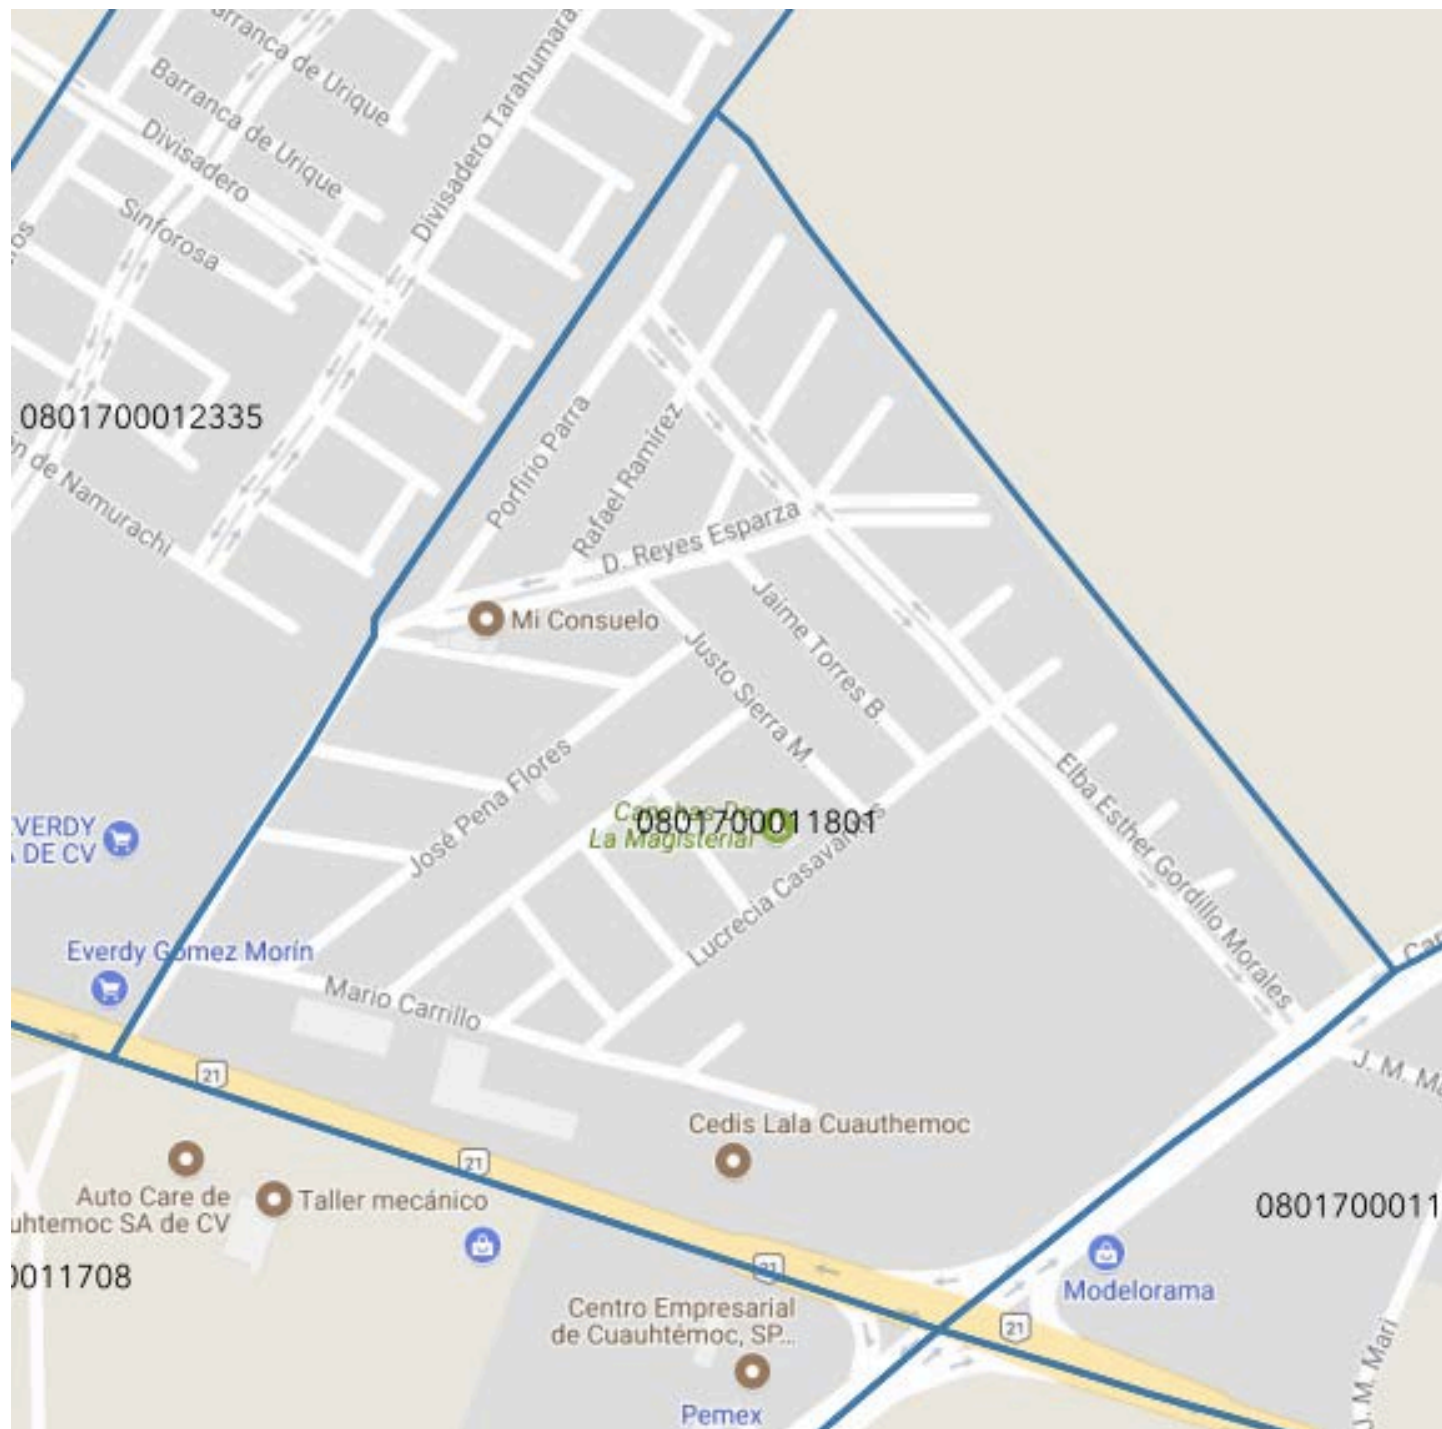 Barranca de Urique
Barranca de Urique
Divisadero
Sinforosa
Divisadero Tarahumara
0801700012335
de Namurachi
Porfirio Parra
Rafael Ramírez
D. Reyes Esparza
Mi Consuelo
Jaime Torres B.
Justo Sierra M.
José Pena Flores
Elba Esther Gordillo Morales
VERDY
A DE CV
Canchas De
La Magisterial
0801700011801
Lucrecia Casavantes
Everdy Gómez Morín
Mario Carrillo
Car
J. M. Ma
21
21
21
21
Cedis Lala Cuauthemoc
Auto Care de
uhtemoc SA de CV
Taller mecánico
0801700011
0011708
Modelorama
Centro Empresarial
de Cuauhtémoc, SP...
Pemex
J. M. Mari